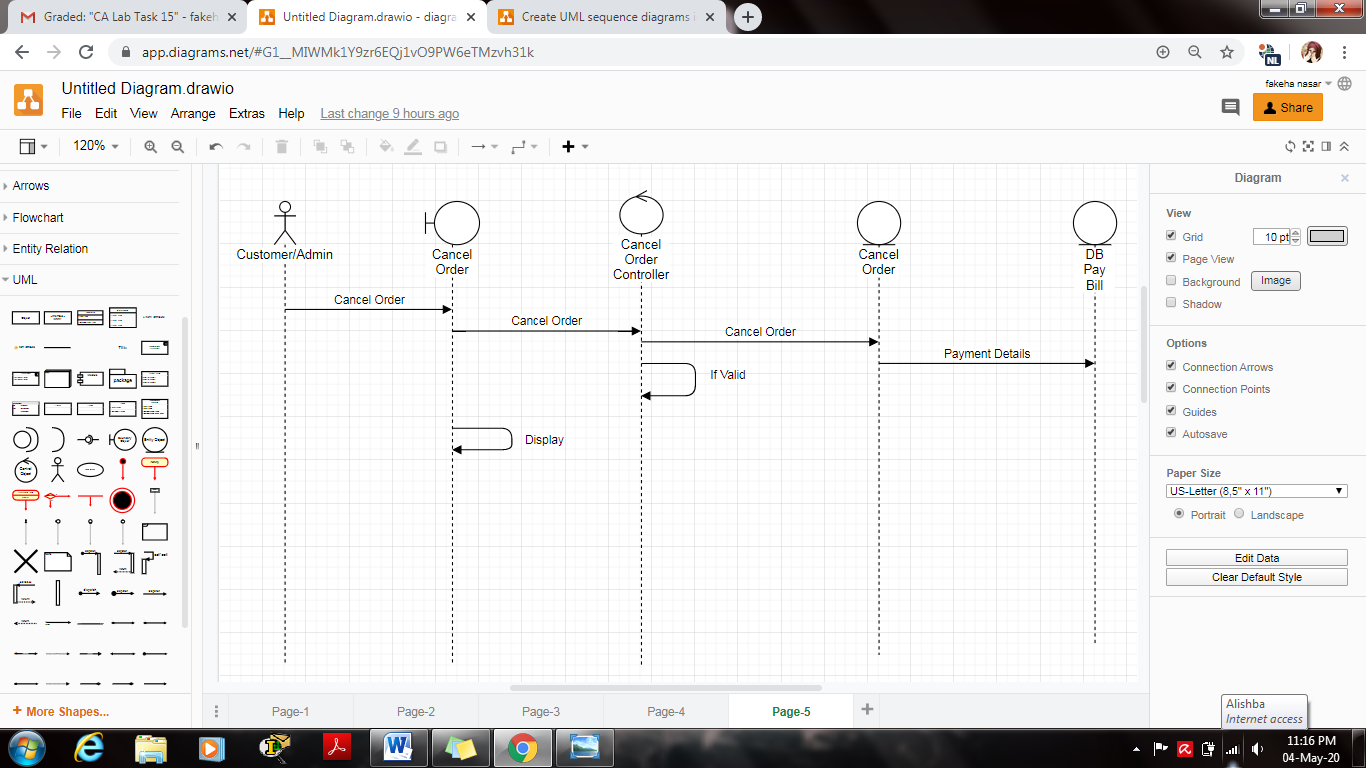 Graded: "CA Lab Task 15" - fakeh
Untitled Diagram.drawio - diagra
Create UML sequence diagrams i
app.diagrams.net/#G1__MIWMk1Y9zr6EQj1vO9PW6eTMzvh31k
NL
Untitled Diagram.drawio
fakeha nasar
File Edit View Arrange Extras Help Last change 9 hours ago
Share
120%
Arrows
Flowchart
Entity Relation
UML
package
Title
More Shapes...
Customer/Admin
Cancel
Order
Cancel
Order
Controller
Cancel
Order
DB
Pay
Bill
Cancel Order
Cancel Order
Cancel Order
Payment Details
If Valid
Display
Diagram
View
Grid 10 pt
Page View
Background Image
Shadow
Options
Connection Arrows
Connection Points
Guides
Autosave
Paper Size
US-Letter (8,5" x 11")
Portrait Landscape
Edit Data
Clear Default Style
Page-1 Page-2 Page-3 Page-4 Page-5
Alishba
Internet access
11:16 PM
04-May-20